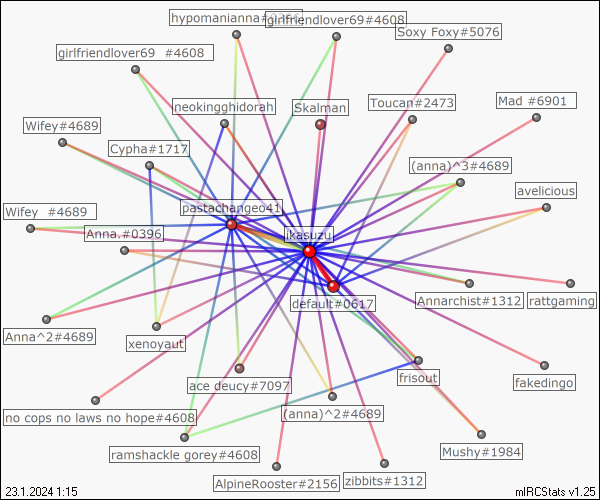 hypomanianna#0
girlfriendlover69#4608
Soxy Foxy#5076
girlfriendlover69 #4608
neokingghidorah
Skalman
Toucan#2473
Mad #6901
Wifey#4689
Cypha#1717
(anna)^3#4689
avelicious
pastachangeo41
Wifey #4689
Anna.#0396
ikasuzu
default#0617
Annarchist#1312
rattgaming
Anna^2#4689
xenoyaut
ace deucy#7097
frisout
fakedingo
no cops no laws no hope#4608
(anna)^2#4689
ramshackle gorey#4608
Mushy#1984
AlpineRooster#2156
zibbits#1312
23.1.2024 1:15
mIRCStats v1.25